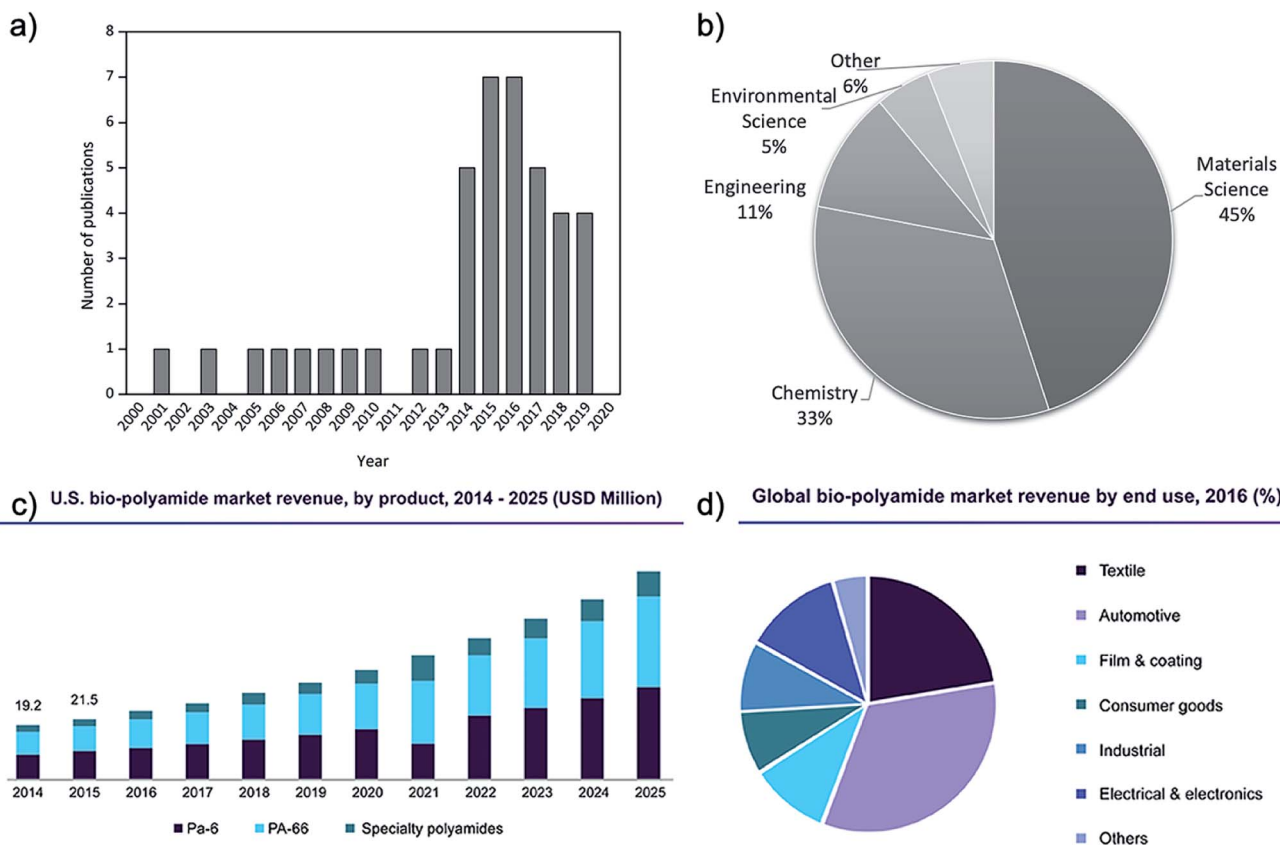 a)
8
7
6
5
4
3
2
1
0
Number of publications
2000
2001
2002
2003
2004
2005
2006
2007
2008
2009
2010
2011
2012
2013
2014
2015
2016
2017
2018
2019
2020
Year
b)
Other
6%
Environmental
Science
5%
Engineering
11%
Materials
Science
45%
Chemistry
33%
c)
U.S. bio-polyamide market revenue, by product, 2014 - 2025 (USD Million)
19.2
21.5
2014
2015
2016
2017
2018
2019
2020
2021
2022
2023
2024
2025
Pa-6
PA-66
Specialty polyamides
d)
Global bio-polyamide market revenue by end use, 2016 (%)
Textile
Automotive
Film & coating
Consumer goods
Industrial
Electrical & electronics
Others